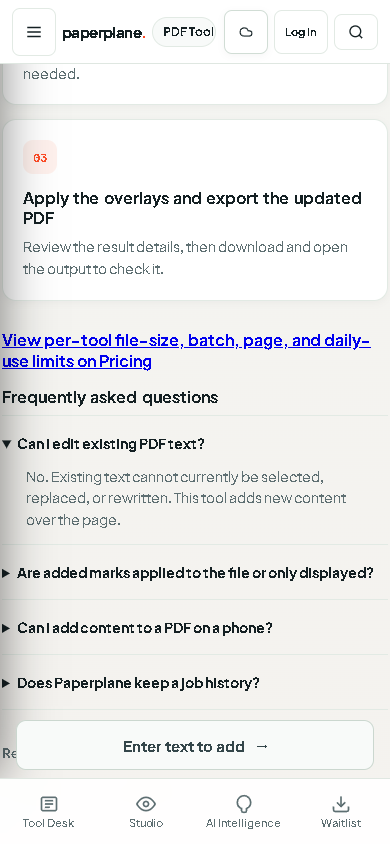 paperplane.
PDF Tool
Log In
needed.
03
Apply the overlays and export the updated
PDF
Review the result details, then download and open
the output to check it.
View per-tool file-size, batch, page, and daily-
use limits on Pricing
Frequently asked questions
▼ Can I edit existing PDF text?
No. Existing text cannot currently be selected,
replaced, or rewritten. This tool adds new content
over the page.
▶ Are added marks applied to the file or only displayed?
▶ Can I add content to a PDF on a phone?
▶ Does Paperplane keep a job history?
Enter text to add →
Tool Desk
Studio
AI Intelligence
Waitlist